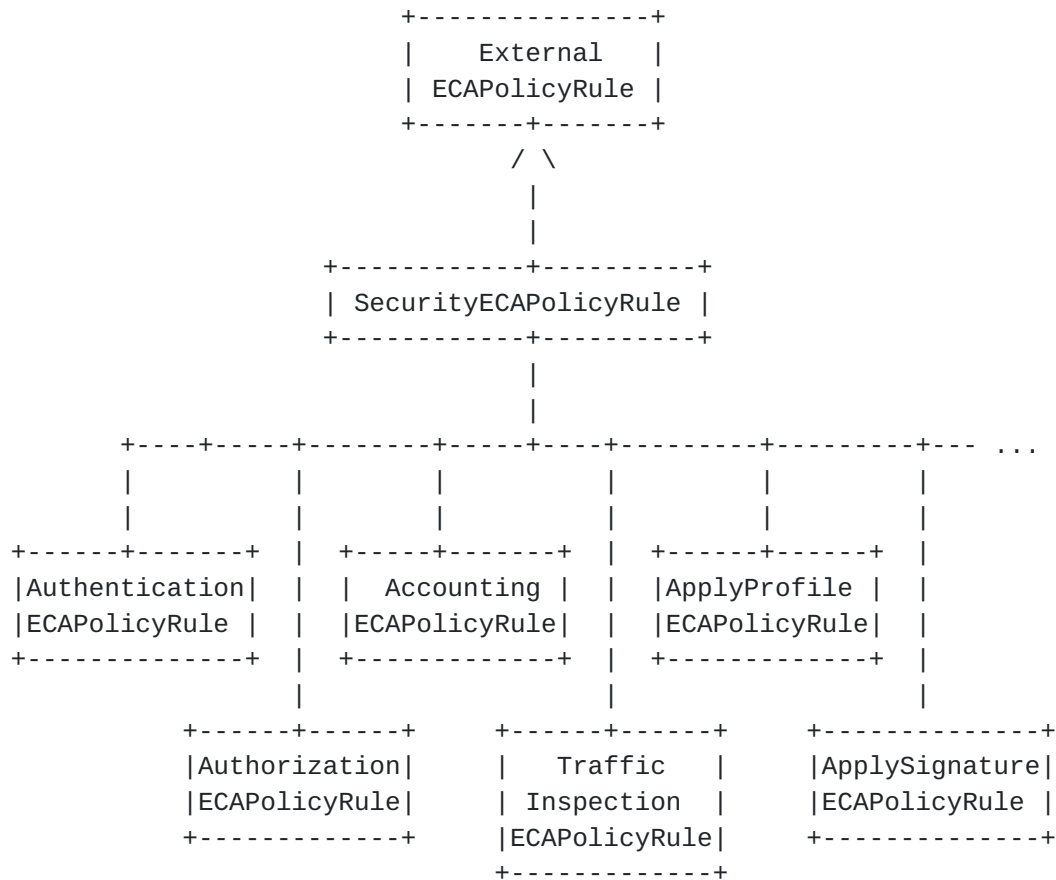 External
ECAPolicyRule
SecurityECAPolicyRule
...
Authentication
ECAPolicyRule
Accounting
ECAPolicyRule
ApplyProfile
ECAPolicyRule
Authorization
ECAPolicyRule
Traffic
Inspection
ECAPolicyRule
ApplySignature
ECAPolicyRule